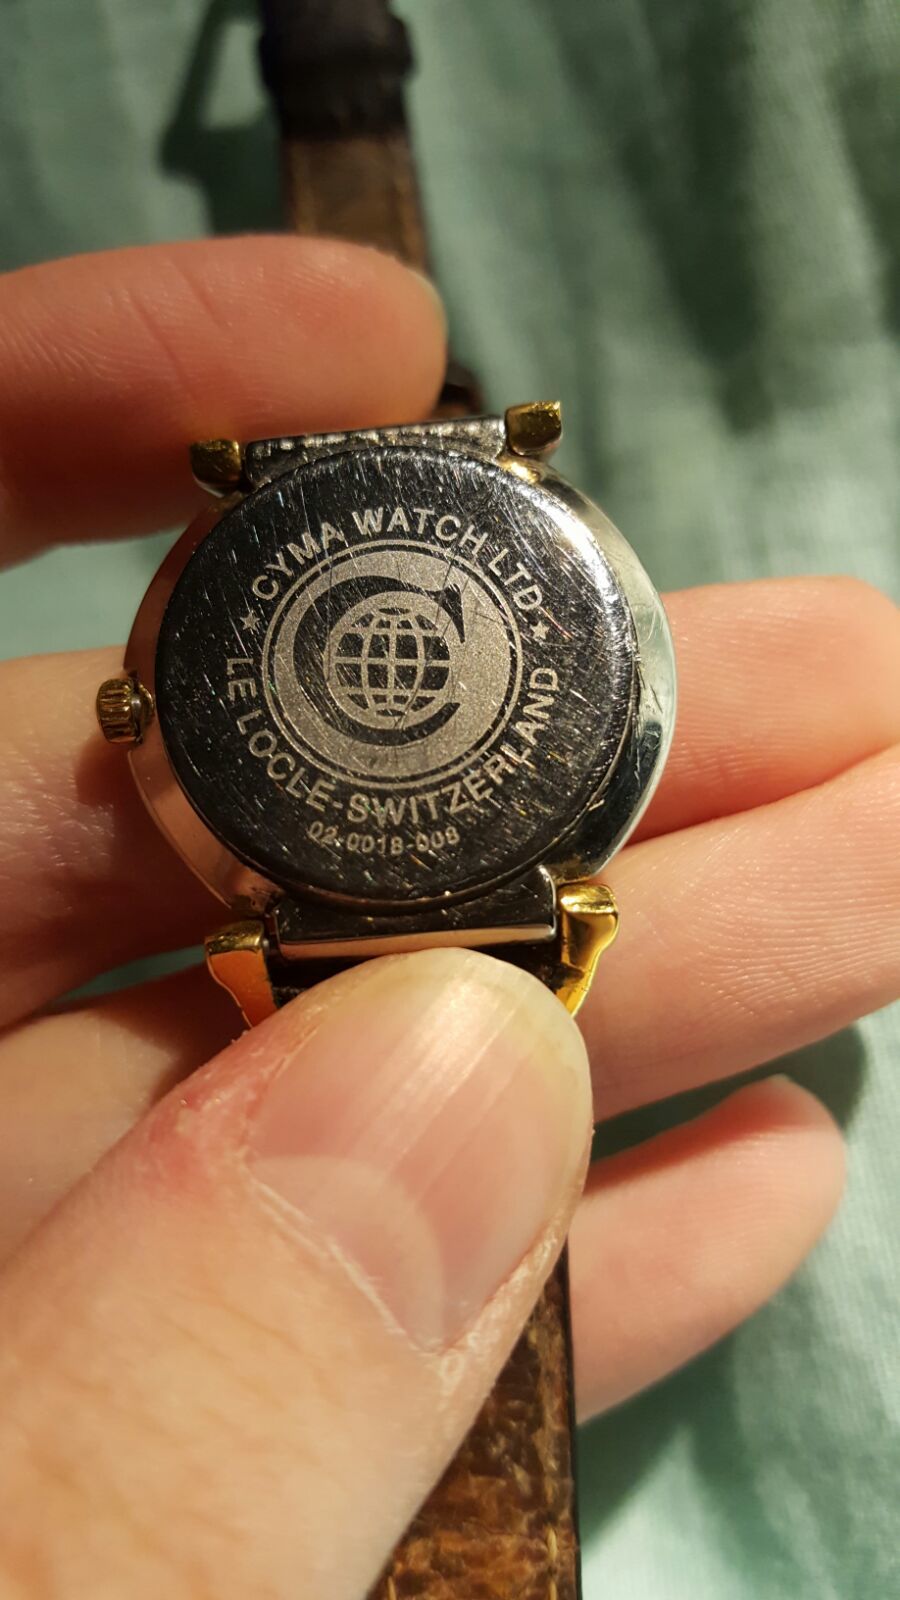 ★ CYMA WATCH LTD ★
C
LE LOCLE-SWITZERLAND
02-0018-008